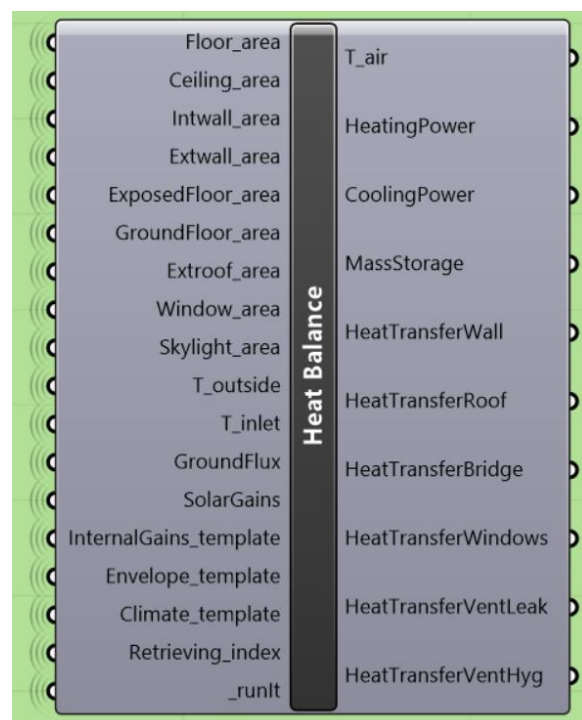 Floor_area
Ceiling_area
Intwall_area
Extwall_area
ExposedFloor_area
GroundFloor_area
Extroof_area
Window_area
Skylight_area
T_outside
T_inlet
GroundFlux
SolarGains
InternalGains_template
Envelope_template
Climate_template
Retrieving_index
_runIt
Heat Balance
T_air
HeatingPower
CoolingPower
MassStorage
HeatTransferWall
HeatTransferRoof
HeatTransferBridge
HeatTransferWindows
HeatTransferVentLeak
HeatTransferVentHyg